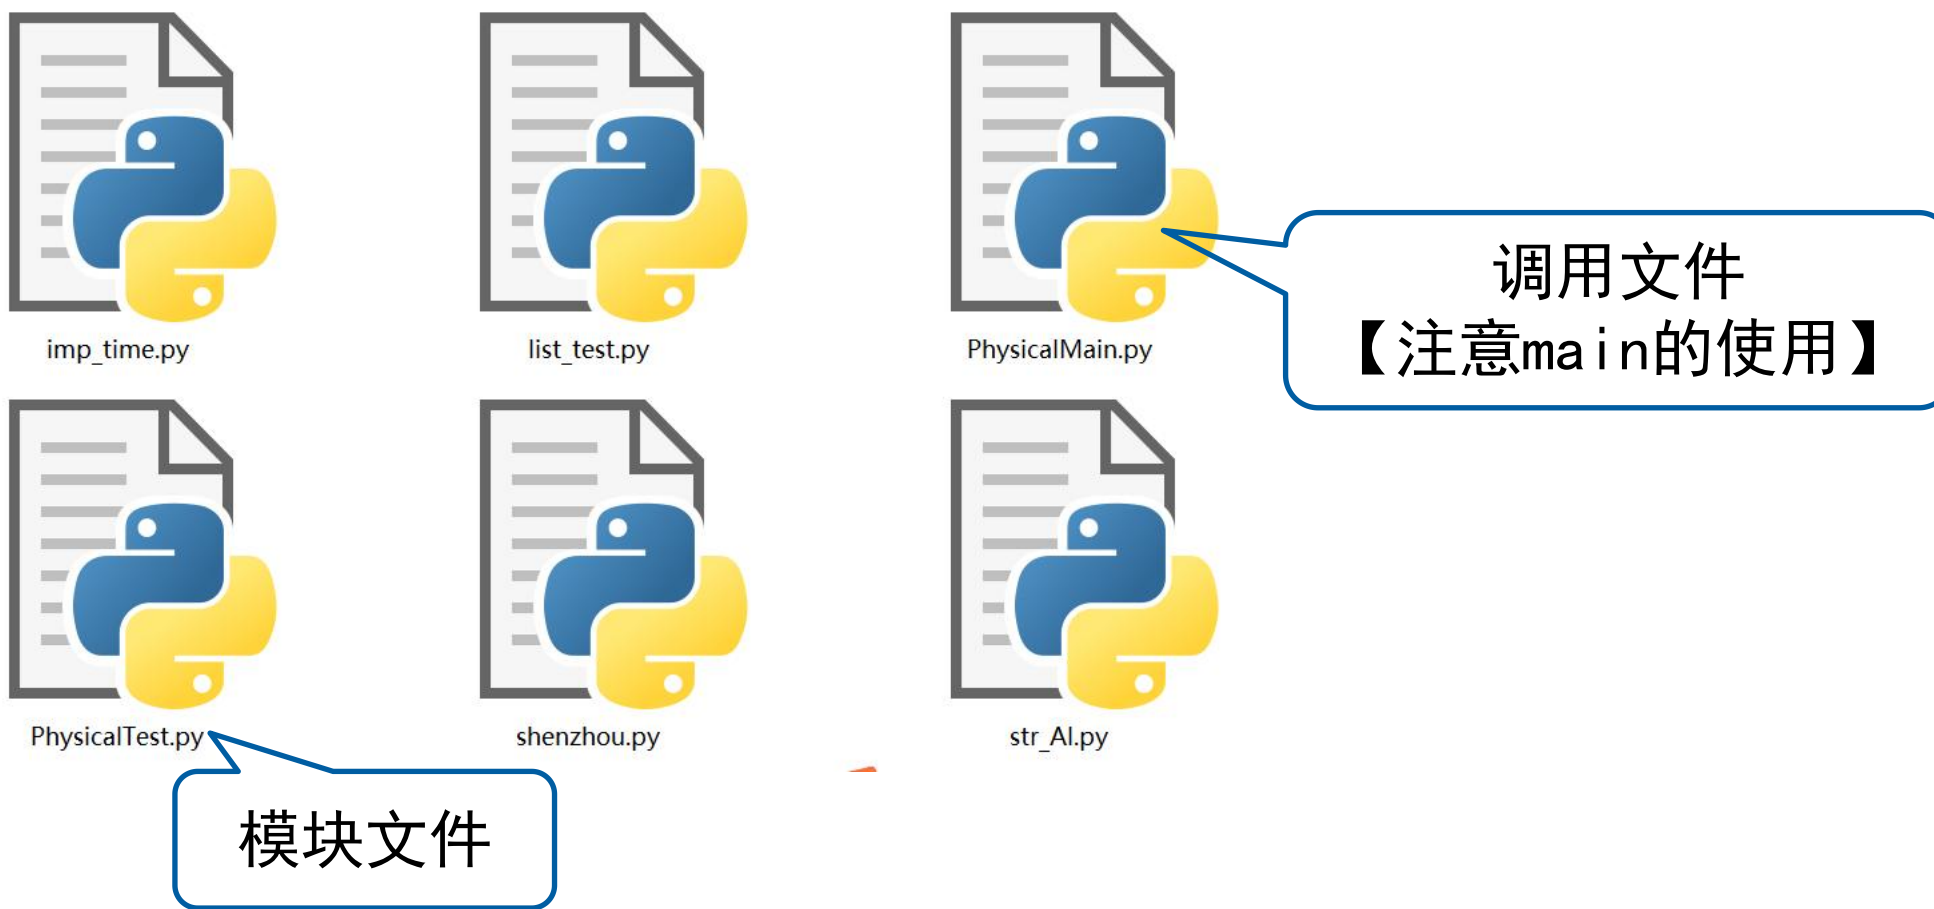 imp_time.py
list_test.py
PhysicalMain.py
调用文件
【注意main的使用】
PhysicalTest.py
shenzhou.py
str_AI.py
模块文件